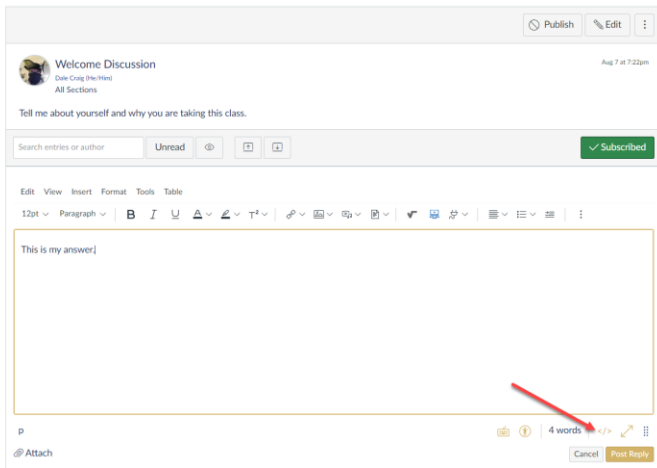 Publish Edit
Welcome Discussion Aug 7 at 7:22pm
Dale Craig (He/Him)
All Sections
Tell me about yourself and why you are taking this class.
Search entries or author Unread Subscribed
Edit View Insert Format Tools Table
12pt Paragraph B I U A T²
This is my answer.
p 4 words </>
Attach Cancel Post Reply